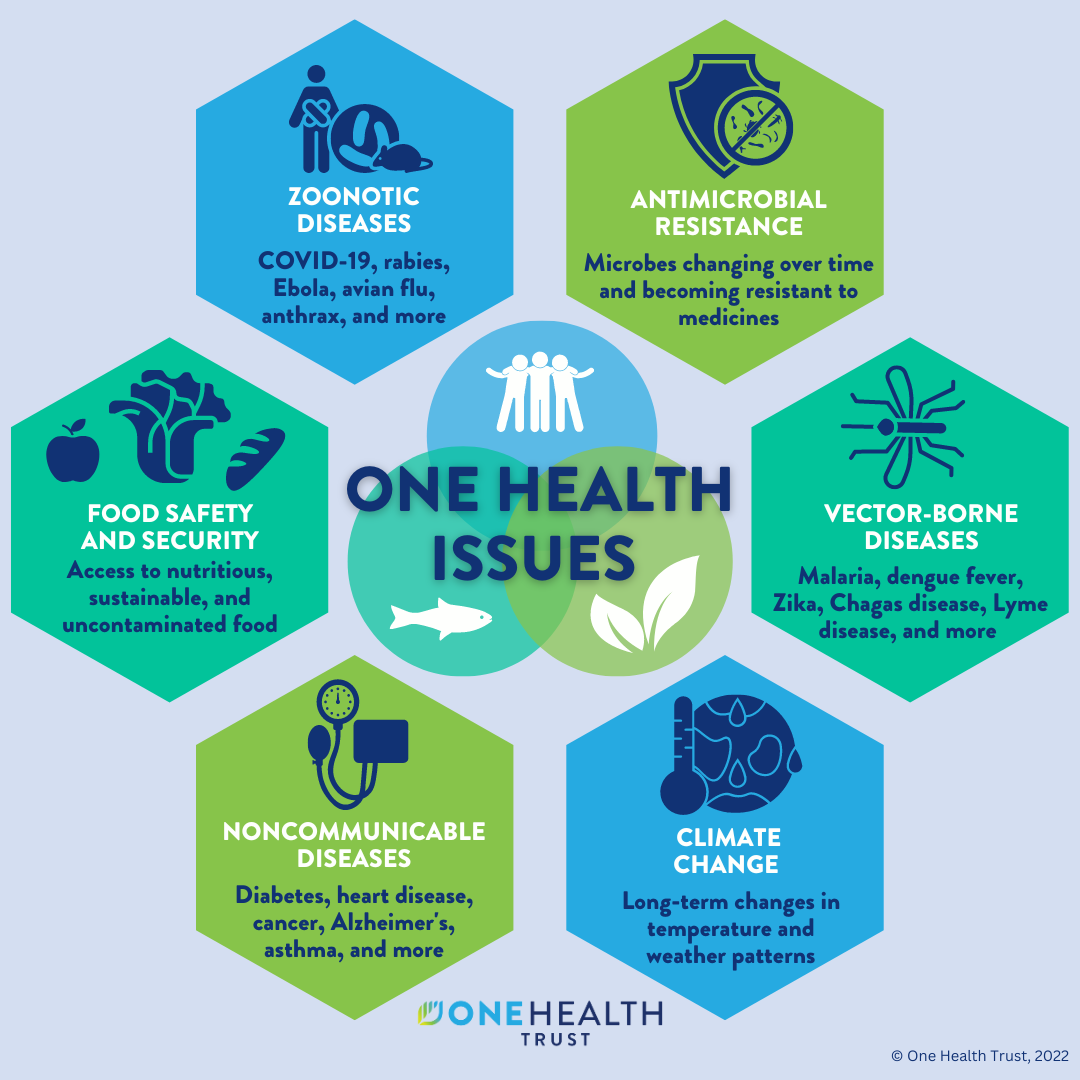 ZOONOTIC
DISEASES
COVID-19, rabies,
Ebola, avian flu,
anthrax, and more
ANTIMICROBIAL
RESISTANCE
Microbes changing over time
and becoming resistant to
medicines
FOOD SAFETY
AND SECURITY
Access to nutritious,
sustainable, and
uncontaminated food
ONE HEALTH
ISSUES
VECTOR-BORNE
DISEASES
Malaria, dengue fever,
Zika, Chagas disease, Lyme
disease, and more
NONCOMMUNICABLE
DISEASES
Diabetes, heart disease,
cancer, Alzheimer's,
asthma, and more
CLIMATE
CHANGE
Long-term changes in
temperature and
weather patterns
ONEHEALTH
TRUST
© One Health Trust, 2022